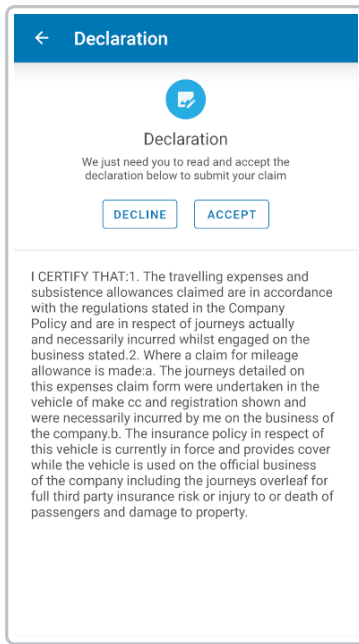 Declaration
Declaration
We just need you to read and accept the
declaration below to submit your claim
DECLINE ACCEPT
I CERTIFY THAT:1. The travelling expenses and
subsistence allowances claimed are in accordance
with the regulations stated in the Company
Policy and are in respect of journeys actually
and necessarily incurred whilst engaged on the
business stated.2. Where a claim for mileage
allowance is made:a. The journeys detailed on
this expenses claim form were undertaken in the
vehicle of make cc and registration shown and
were necessarily incurred by me on the business of
the company.b. The insurance policy in respect of
this vehicle is currently in force and provides cover
while the vehicle is used on the official business
of the company including the journeys overleaf for
full third party insurance risk or injury to or death of
passengers and damage to property.